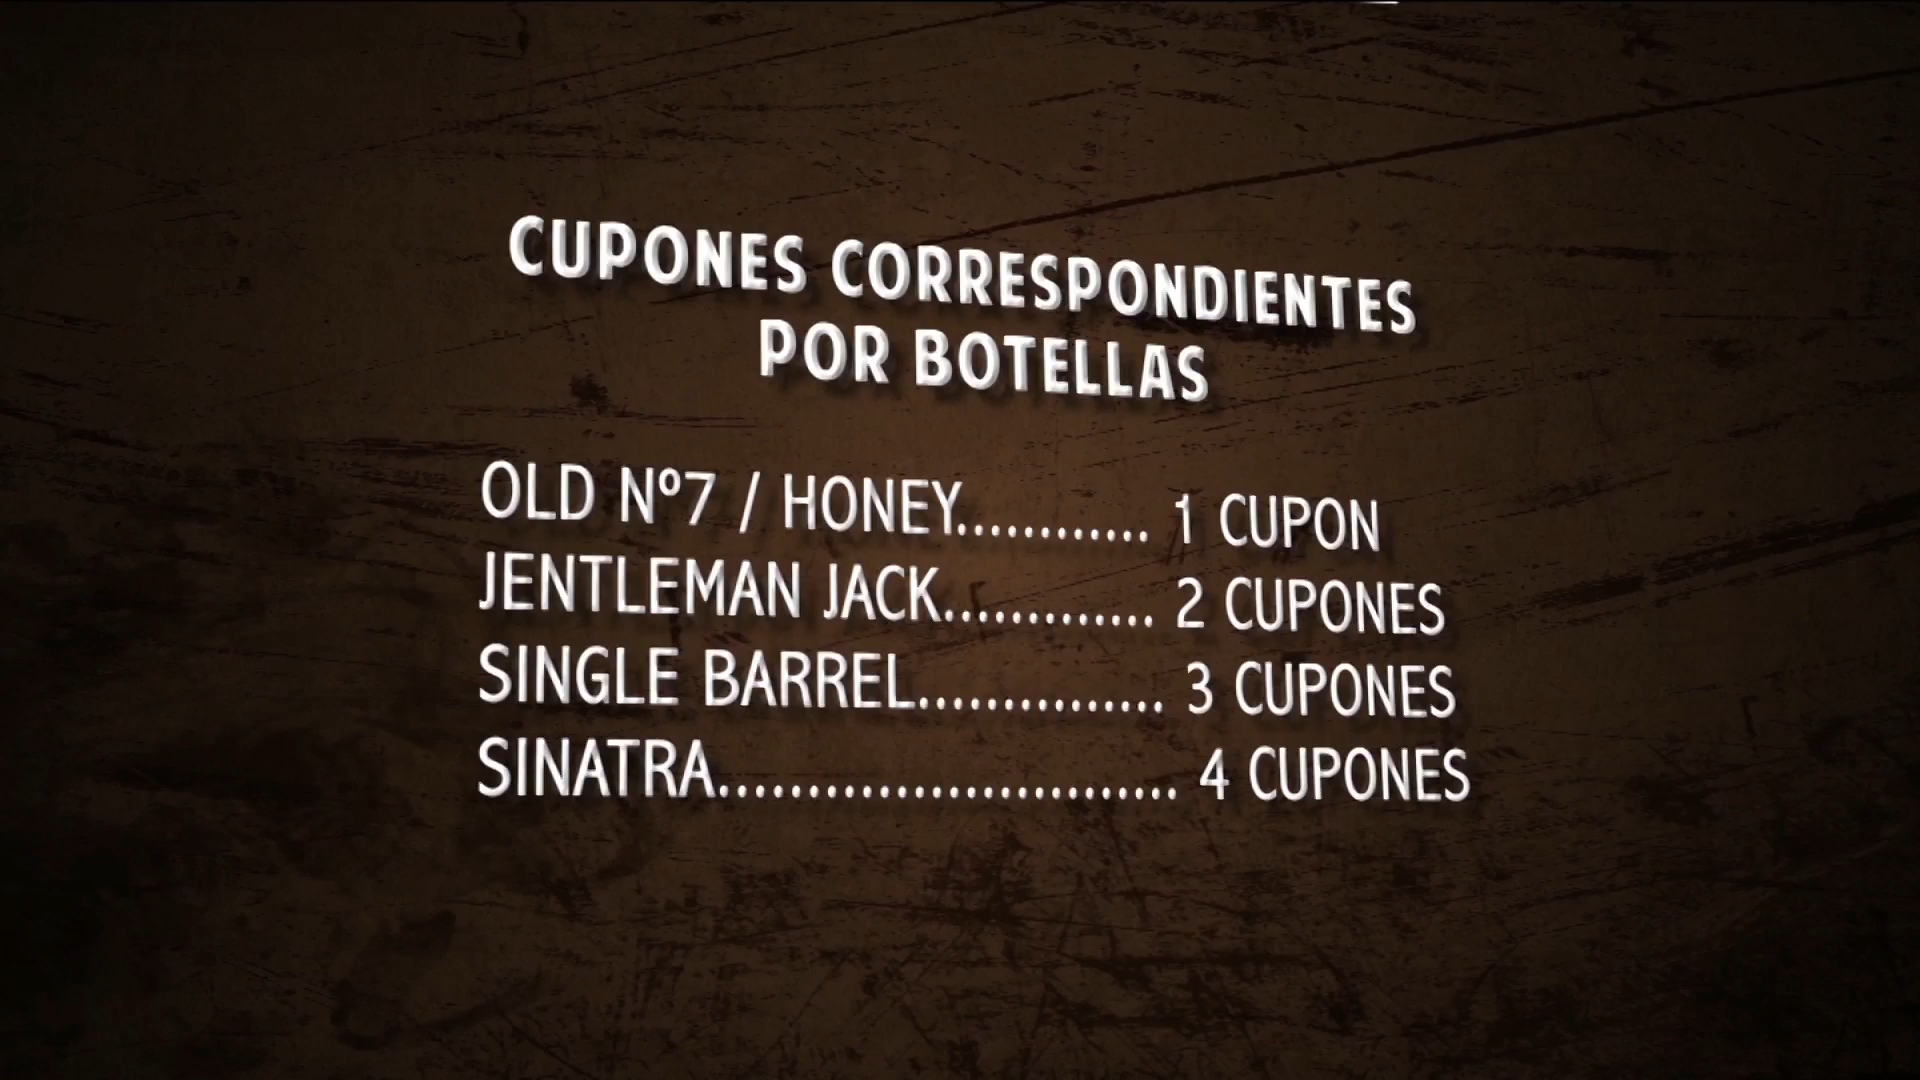 CUPONES CORRESPONDIENTES
POR BOTELLAS
OLD Nº7 / HONEY............ 1 CUPON
JENTLEMAN JACK............. 2 CUPONES
SINGLE BARREL............... 3 CUPONES
SINATRA............................ 4 CUPONES